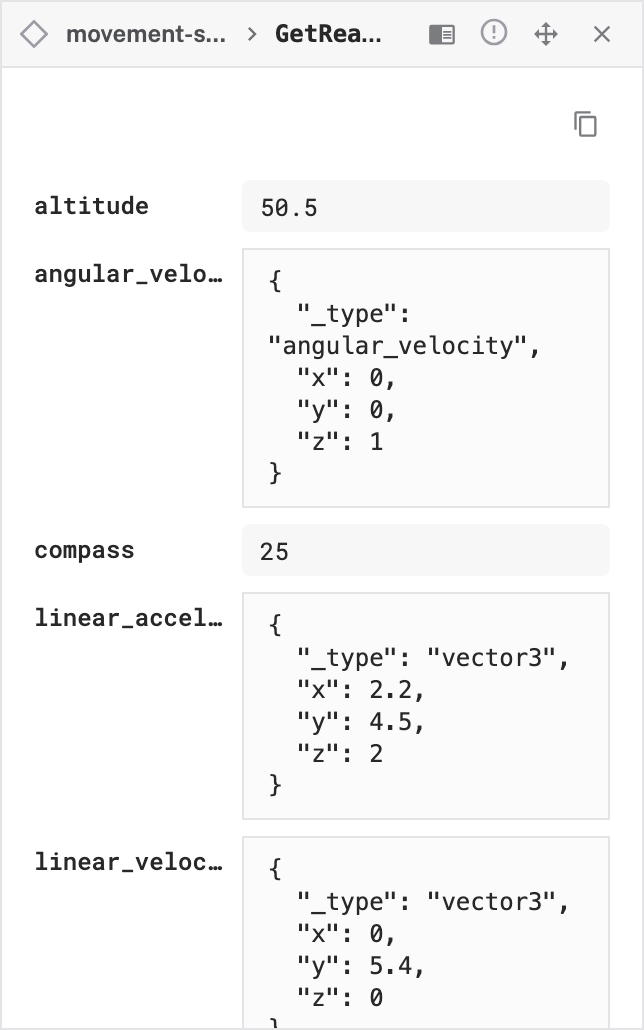 movement-s... > GetRea...
altitude
50.5
angular_velo…
{
  "_type":
"angular_velocity",
  "x": 0,
  "y": 0,
  "z": 1
}
compass
25
linear_accel…
{
  "_type": "vector3",
  "x": 2.2,
  "y": 4.5,
  "z": 2
}
linear_veloc…
{
  "_type": "vector3",
  "x": 0,
  "y": 5.4,
  "z": 0
}